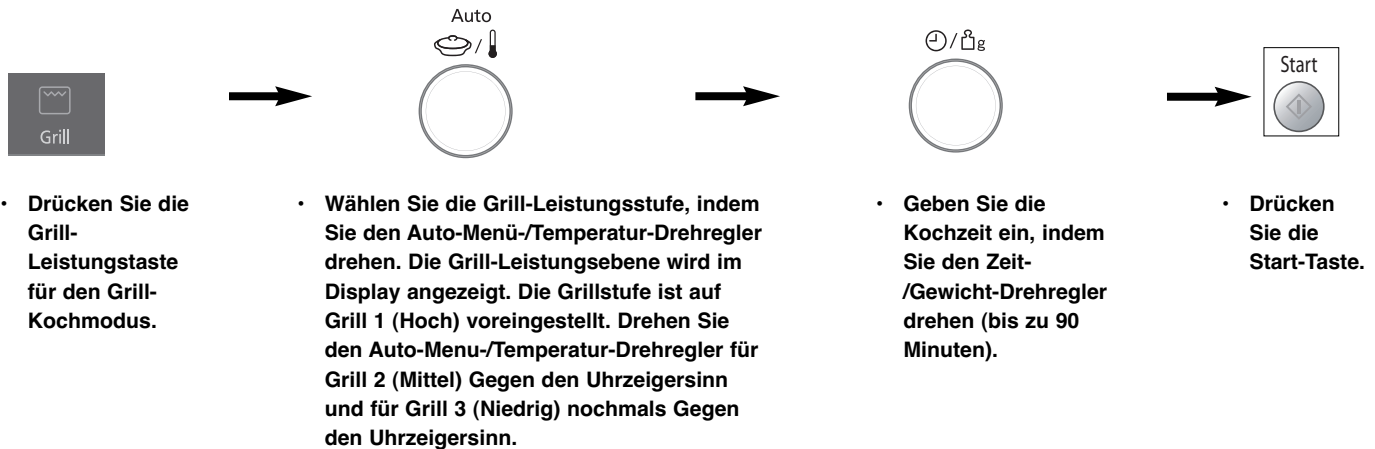 Auto
/
/ g
Grill
Start
• Drücken Sie die
Grill-
Leistungstaste
für den Grill-
Kochmodus.
• Wählen Sie die Grill-Leistungsstufe, indem
Sie den Auto-Menü-/Temperatur-Drehregler
drehen. Die Grill-Leistungsebene wird im
Display angezeigt. Die Grillstufe ist auf
Grill 1 (Hoch) voreingestellt. Drehen Sie
den Auto-Menu-/Temperatur-Drehregler für
Grill 2 (Mittel) Gegen den Uhrzeigersinn
und für Grill 3 (Niedrig) nochmals Gegen
den Uhrzeigersinn.
• Geben Sie die
Kochzeit ein, indem
Sie den Zeit-
/Gewicht-Drehregler
drehen (bis zu 90
Minuten).
• Drücken
Sie die
Start-Taste.